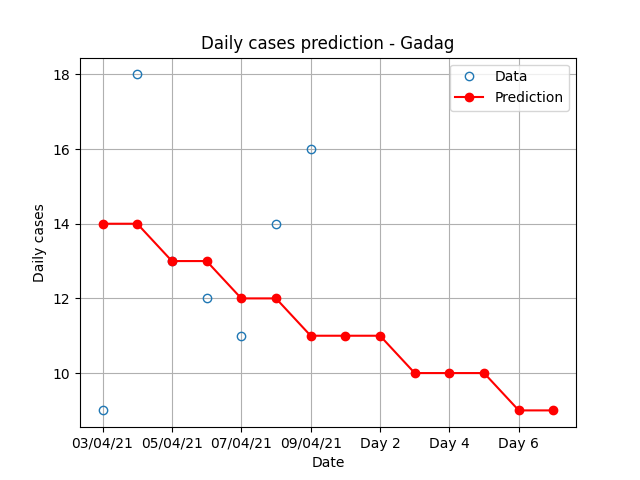 Daily cases prediction - Gadag
Data
Prediction
18
16
14
12
10
Daily cases
03/04/21 05/04/21 07/04/21 09/04/21 Day 2 Day 4 Day 6
Date